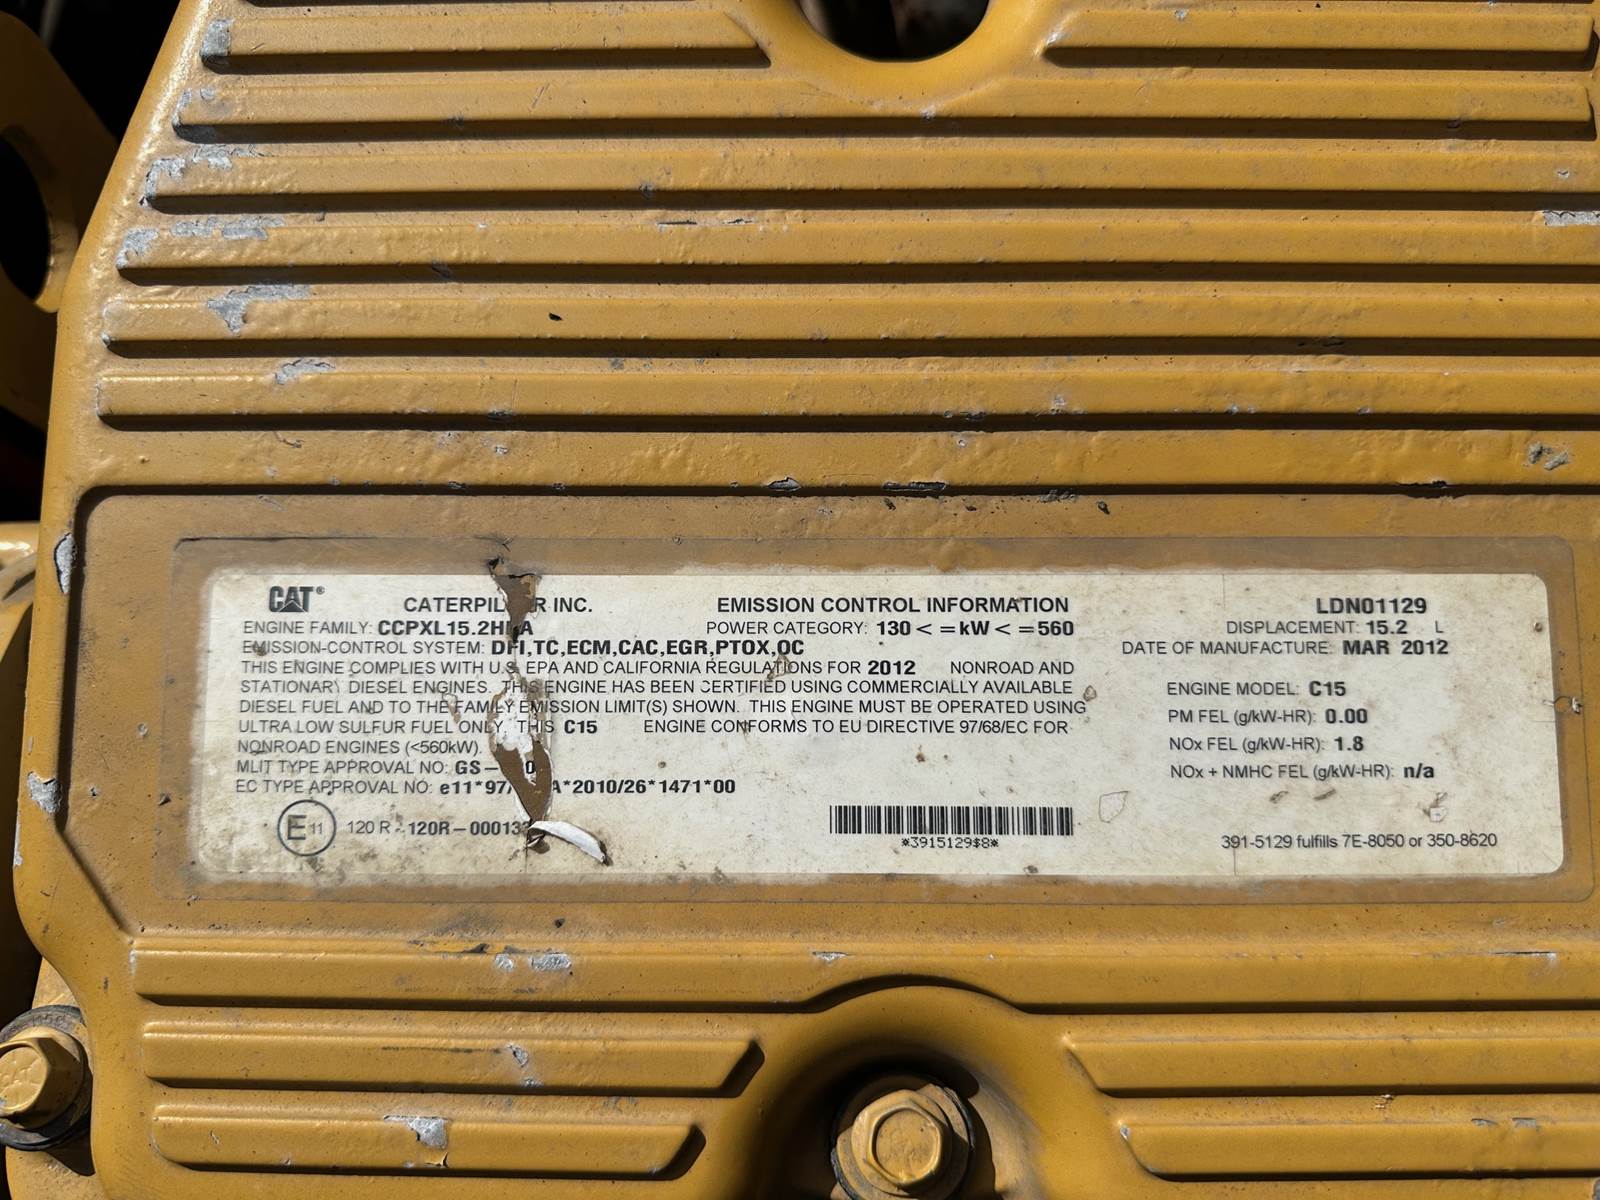 CAT® CATERPILLAR INC. EMISSION CONTROL INFORMATION LDN01129
ENGINE FAMILY: POWER CATEGORY: 130 < =kW < =560 DISPLACEMENT: 15.2 L
EMISSION-CONTROL SYSTEM: DFI,TC,ECM,CAC,EGR,PTOX,OC DATE OF MANUFACTURE: MAR 2012
THIS ENGINE COMPLIES WITH U.S. EPA AND CALIFORNIA REGULATIONS FOR 2012 NONROAD AND
STATIONARY DIESEL ENGINES. THIS ENGINE HAS BEEN CERTIFIED USING COMMERCIALLY AVAILABLE
DIESEL FUEL AND TO THE FAMILY EMISSION LIMIT(S) SHOWN. THIS ENGINE MUST BE OPERATED USING
ULTRA LOW SULFUR FUEL ONLY. THIS C15 ENGINE CONFORMS TO EU DIRECTIVE 97/68/EC FOR
NONROAD ENGINES (<560kW).
MLIT TYPE APPROVAL NO:
EC TYPE APPROVAL NO:
E 11 120 R -
ENGINE MODEL: C15
PM FEL (g/kW-HR): 0.00
NOx FEL (g/kW-HR): 1.8
NOx + NMHC FEL (g/kW-HR): n/a
*3915129$8*
391-5129 fulfills 7E-8050 or 350-8620
CAT